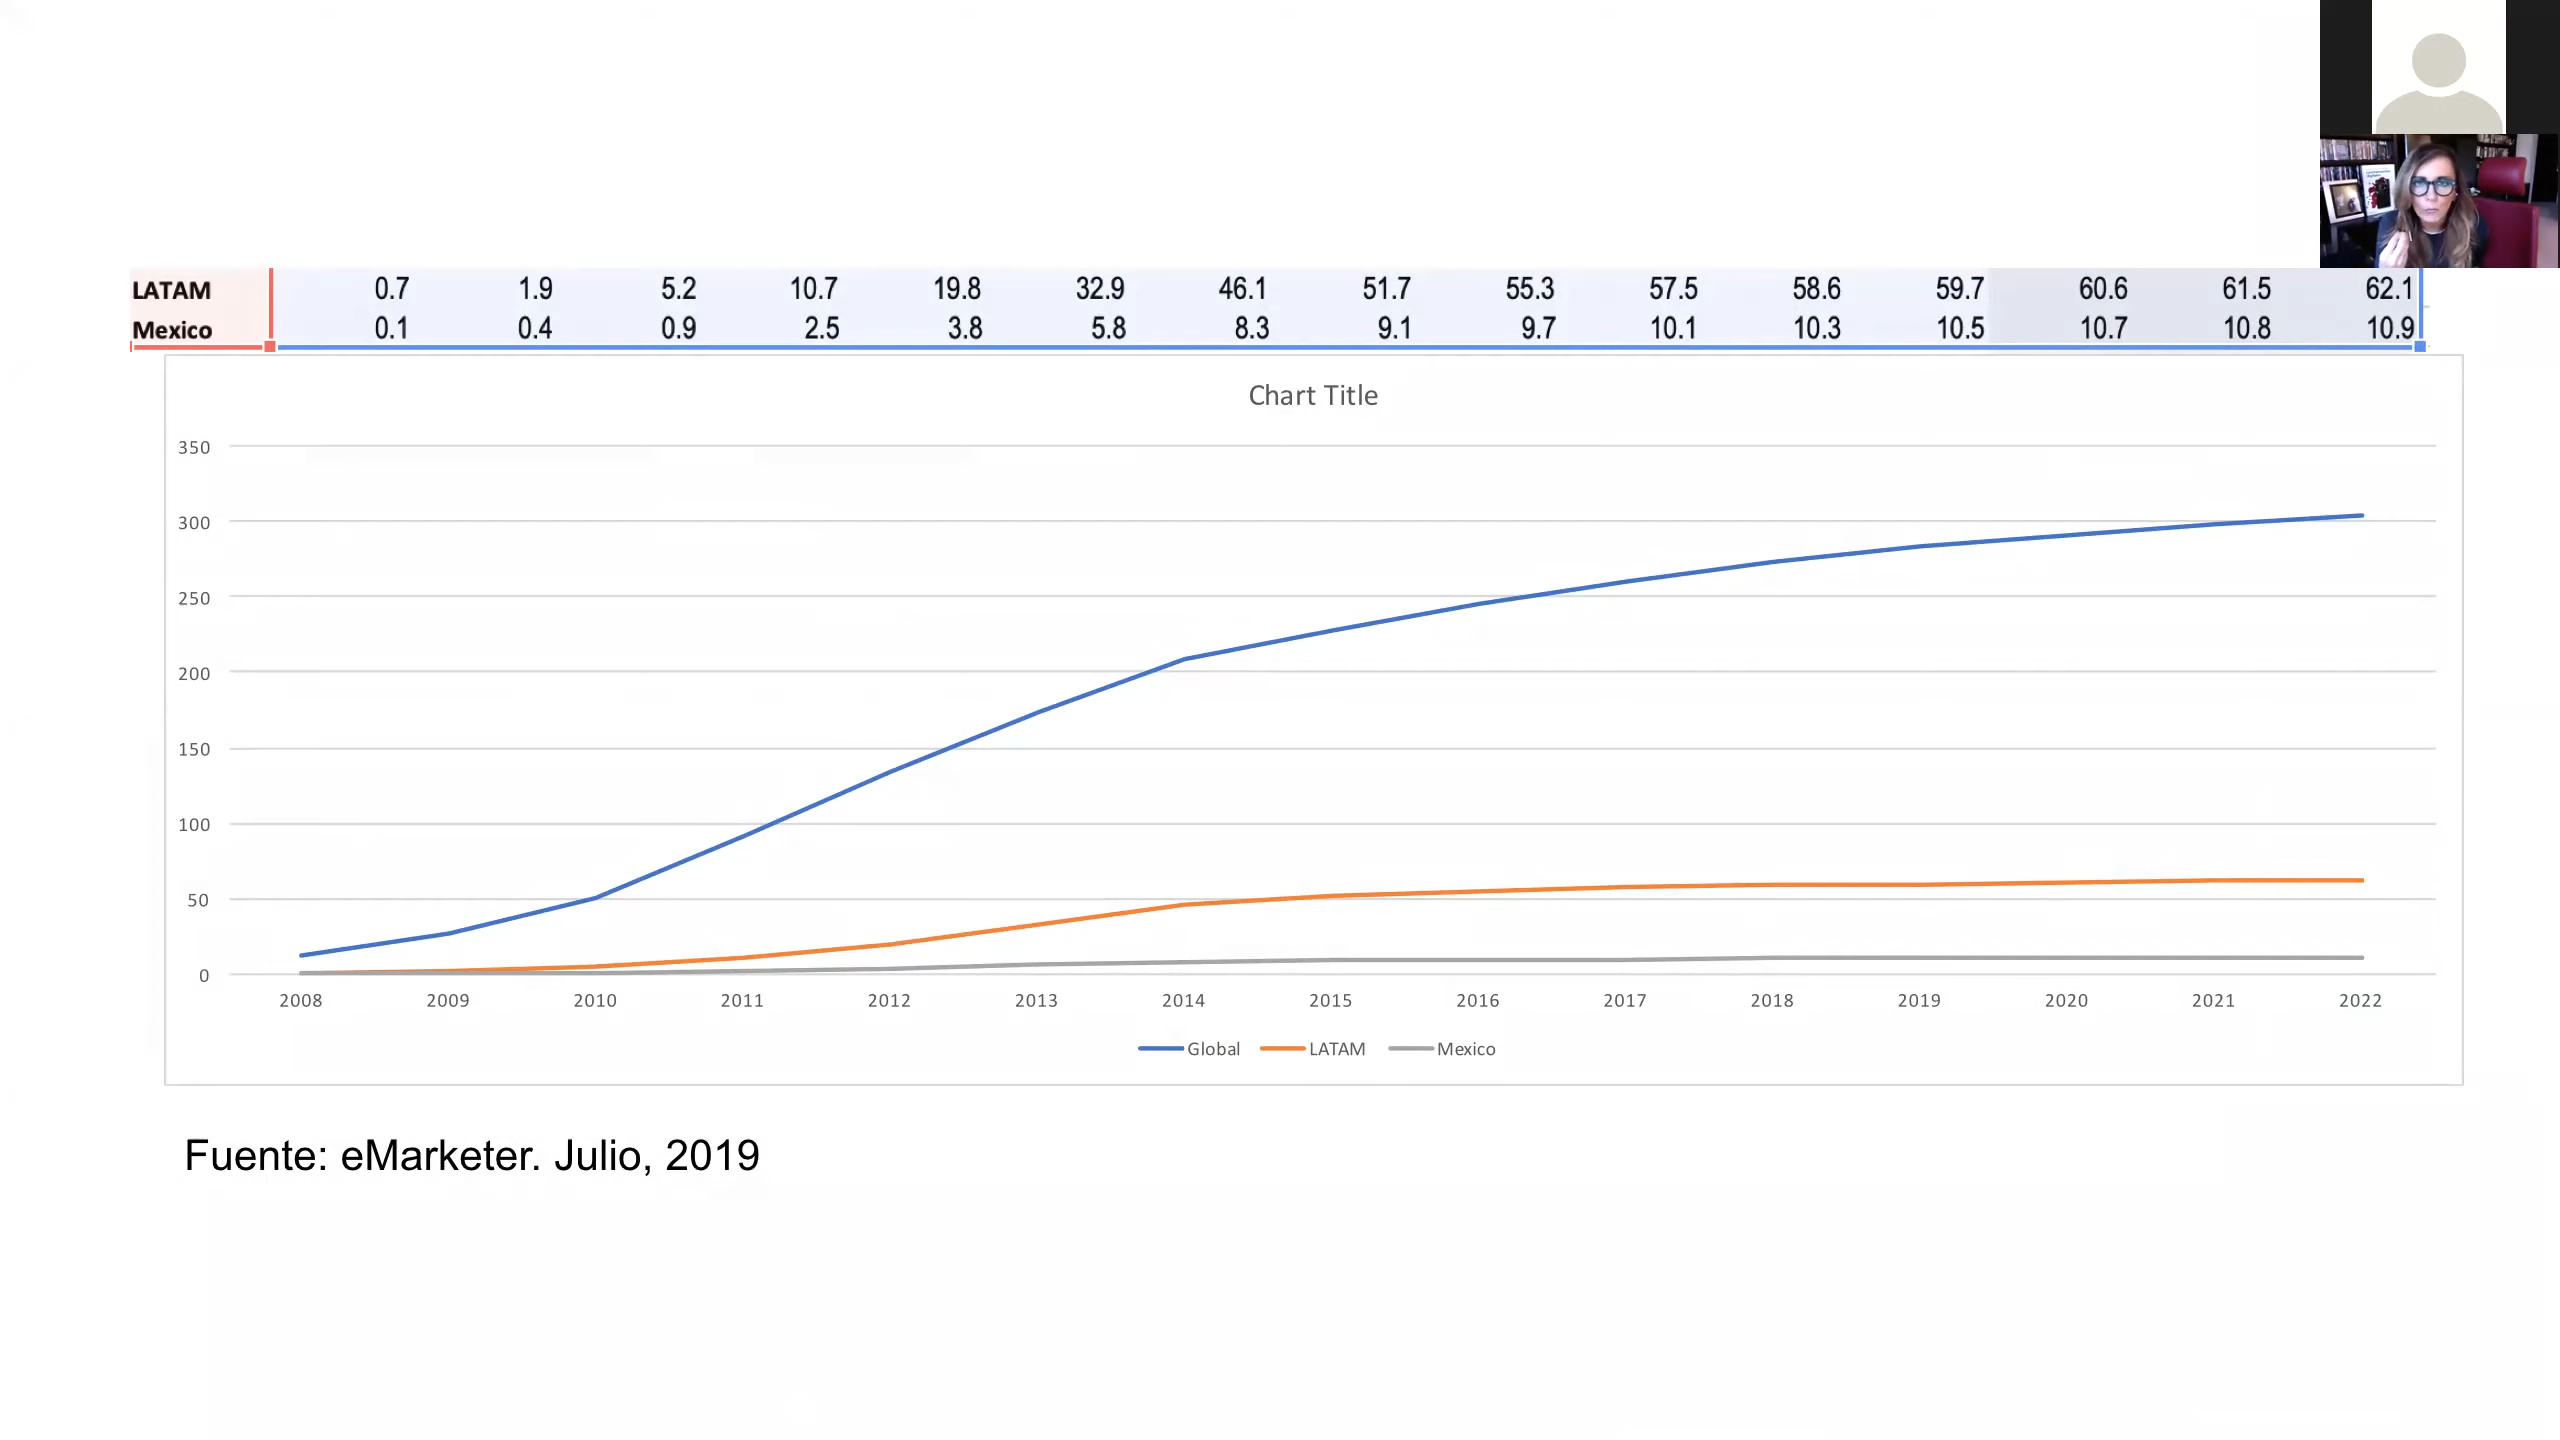 LATAM 0.7 1.9 5.2 10.7 19.8 32.9 46.1 51.7 55.3 57.5 58.6 59.7 60.6 61.5 62.1
Mexico 0.1 0.4 0.9 2.5 3.8 5.8 8.3 9.1 9.7 10.1 10.3 10.5 10.7 10.8 10.9
Chart Title
350
300
250
200
150
100
50
0
2008 2009 2010 2011 2012 2013 2014 2015 2016 2017 2018 2019 2020 2021 2022
Global LATAM Mexico
Fuente: eMarketer. Julio, 2019